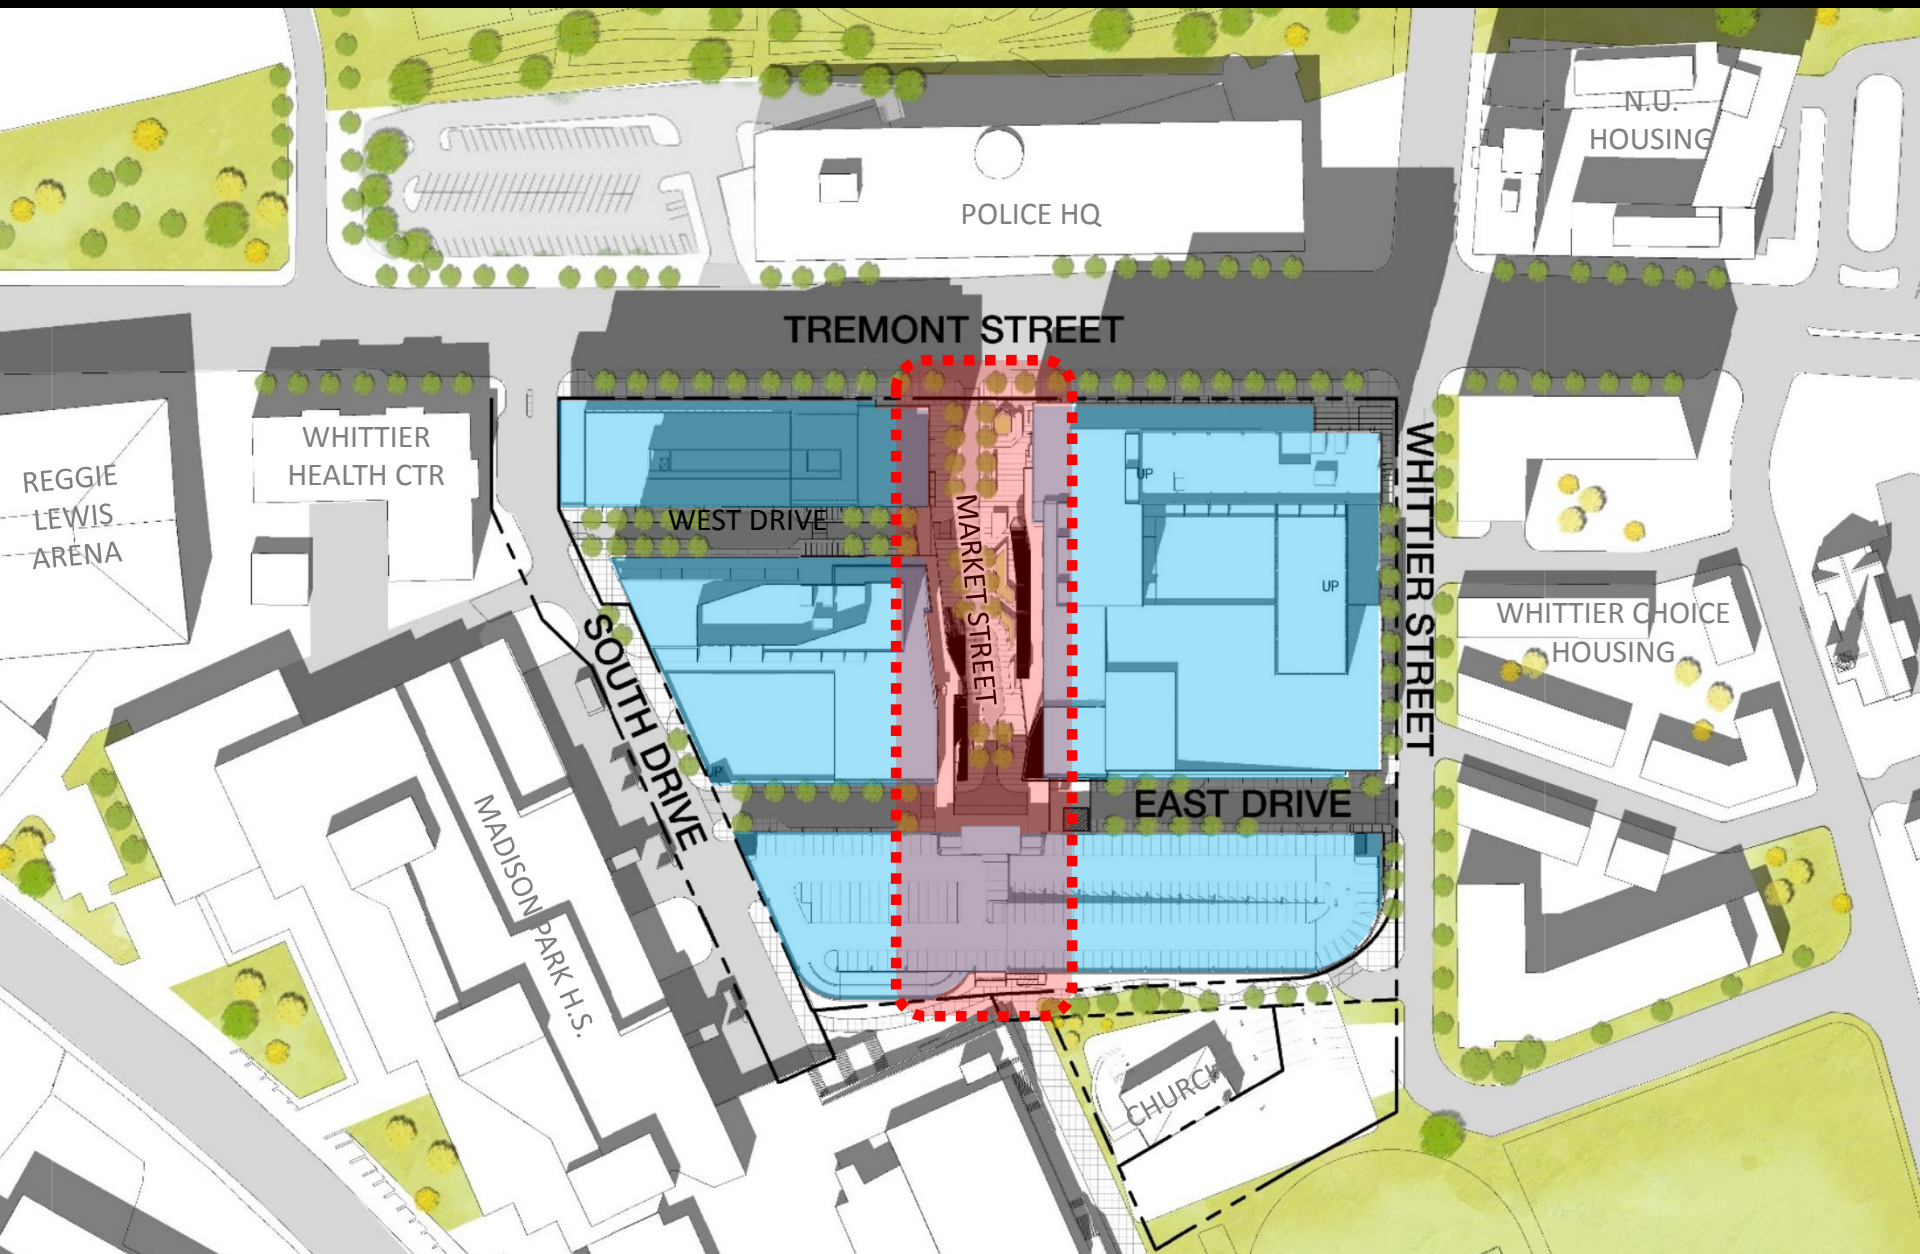 N.U.
HOUSING
POLICE HQ
TREMONT STREET
WHITTIER
HEALTH CTR
REGGIE
LEWIS
ARENA
WEST DRIVE
MARKET STREET
UP
UP
WHITTIER STREET
WHITTIER CHOICE
HOUSING
SOUTH DRIVE
UP
EAST DRIVE
MADISON PARK H.S.
CHURCH